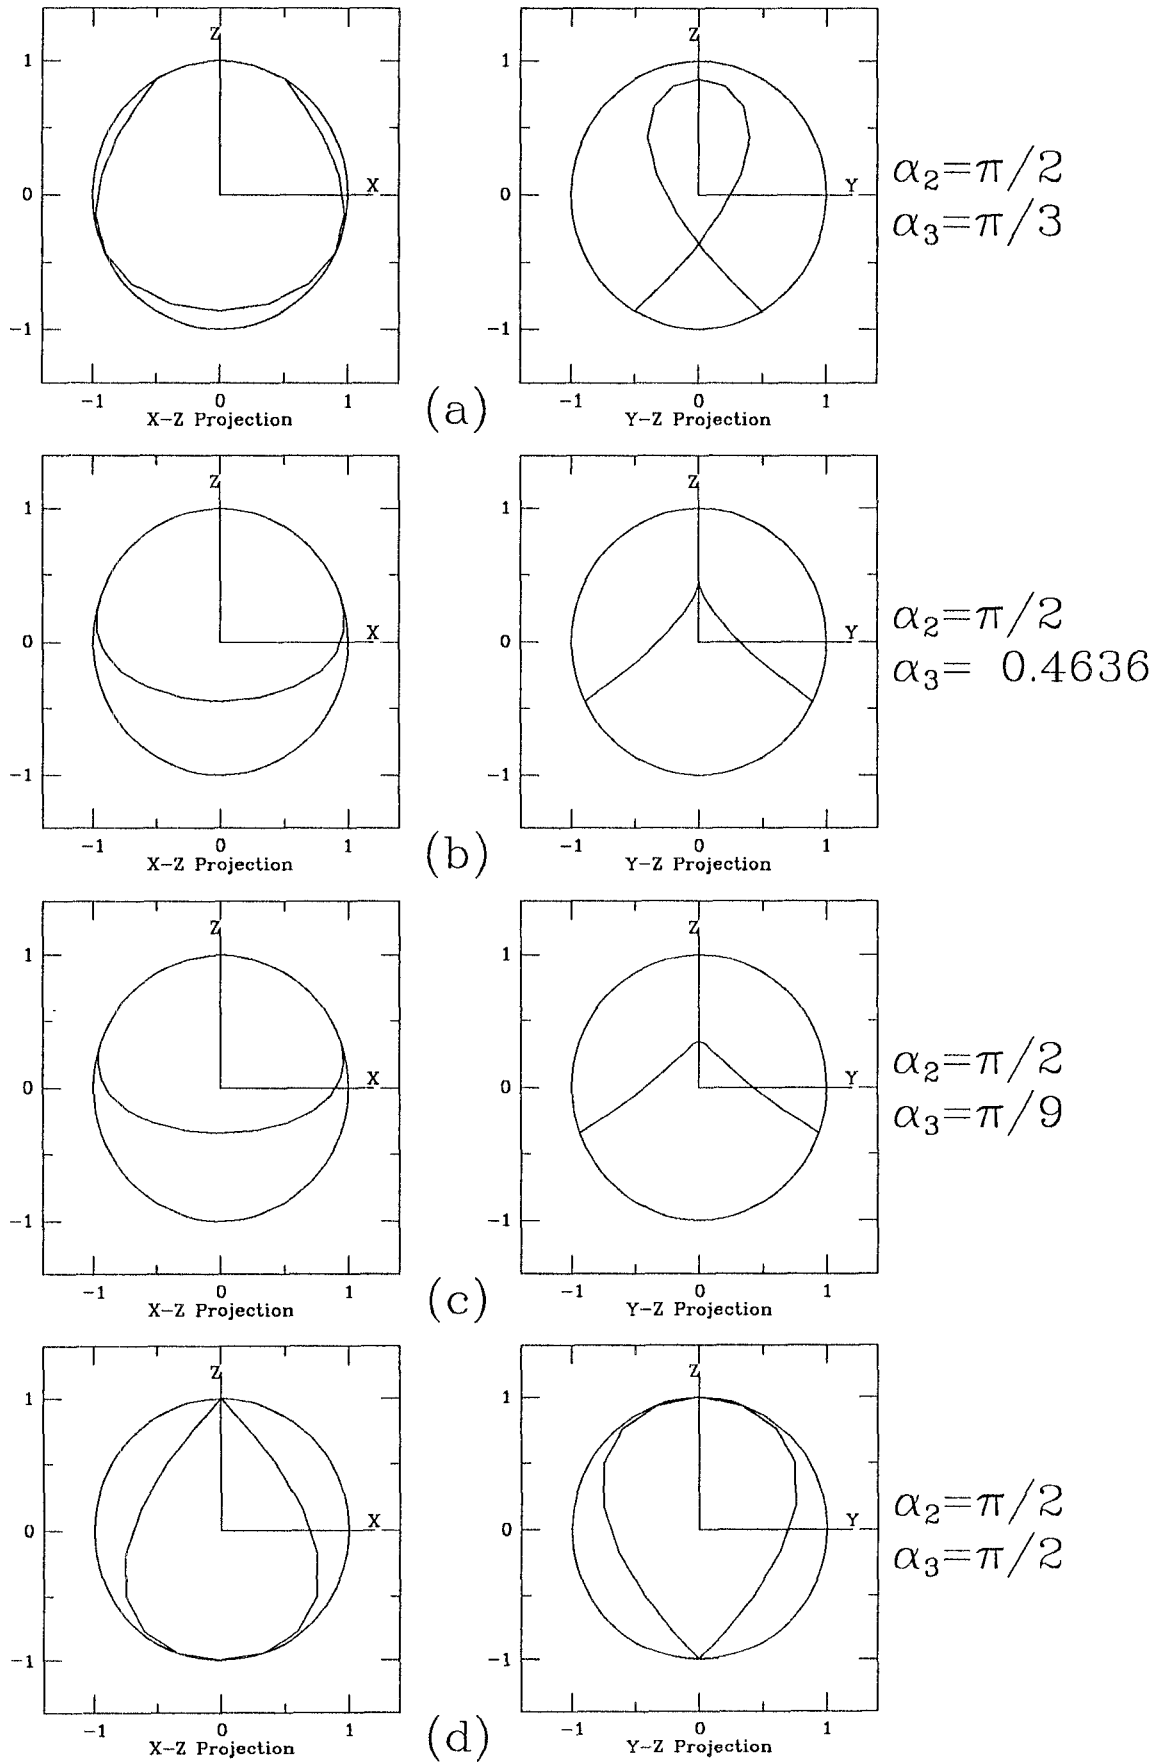 Z
Z
1
1
X
Y
0
0
α₂=π/2
α₃=π/3
−1
−1
−1 0 1
−1 0 1
X−Z Projection
(a)
Y−Z Projection
Z
Z
1
1
X
Y
0
0
α₂=π/2
α₃= 0.4636
−1
−1
−1 0 1
−1 0 1
X−Z Projection
(b)
Y−Z Projection
Z
Z
1
1
X
Y
0
0
α₂=π/2
α₃=π/9
−1
−1
−1 0 1
−1 0 1
X−Z Projection
(c)
Y−Z Projection
Z
Z
1
1
X
Y
0
0
α₂=π/2
α₃=π/2
−1
−1
−1 0 1
−1 0 1
X−Z Projection
(d)
Y−Z Projection